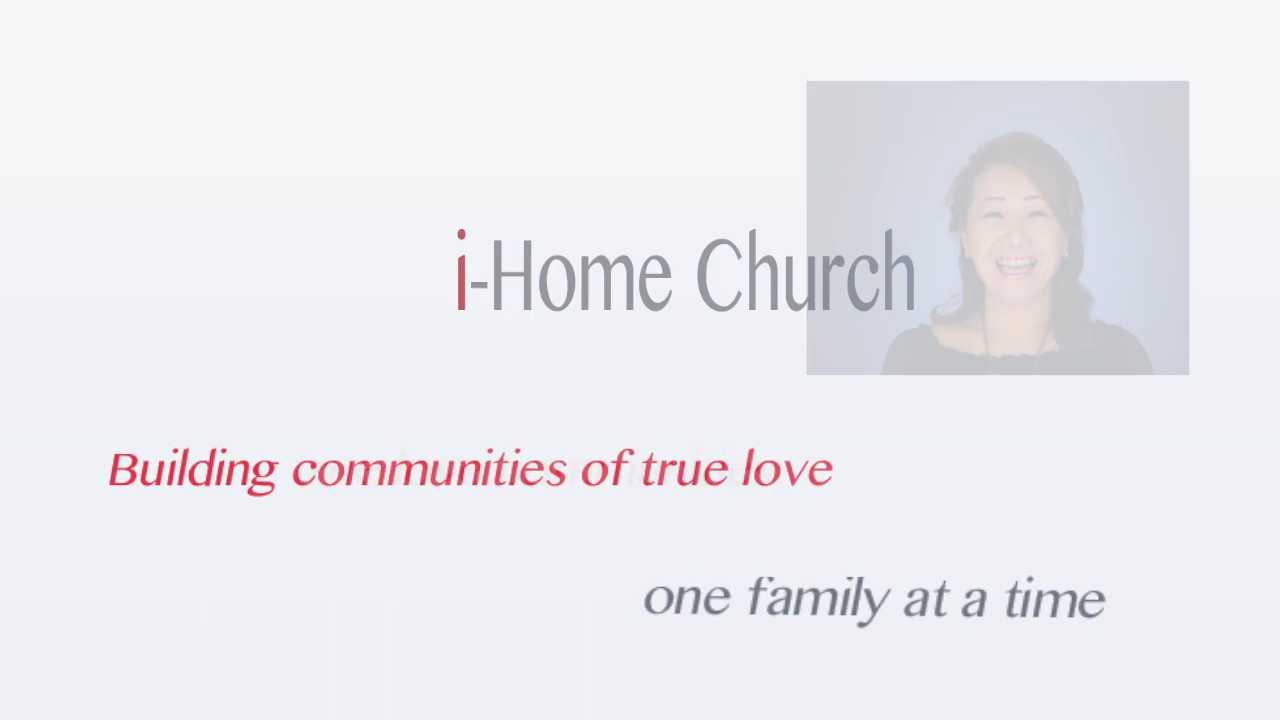 i-Home Church
Building communities of true love
one family at a time